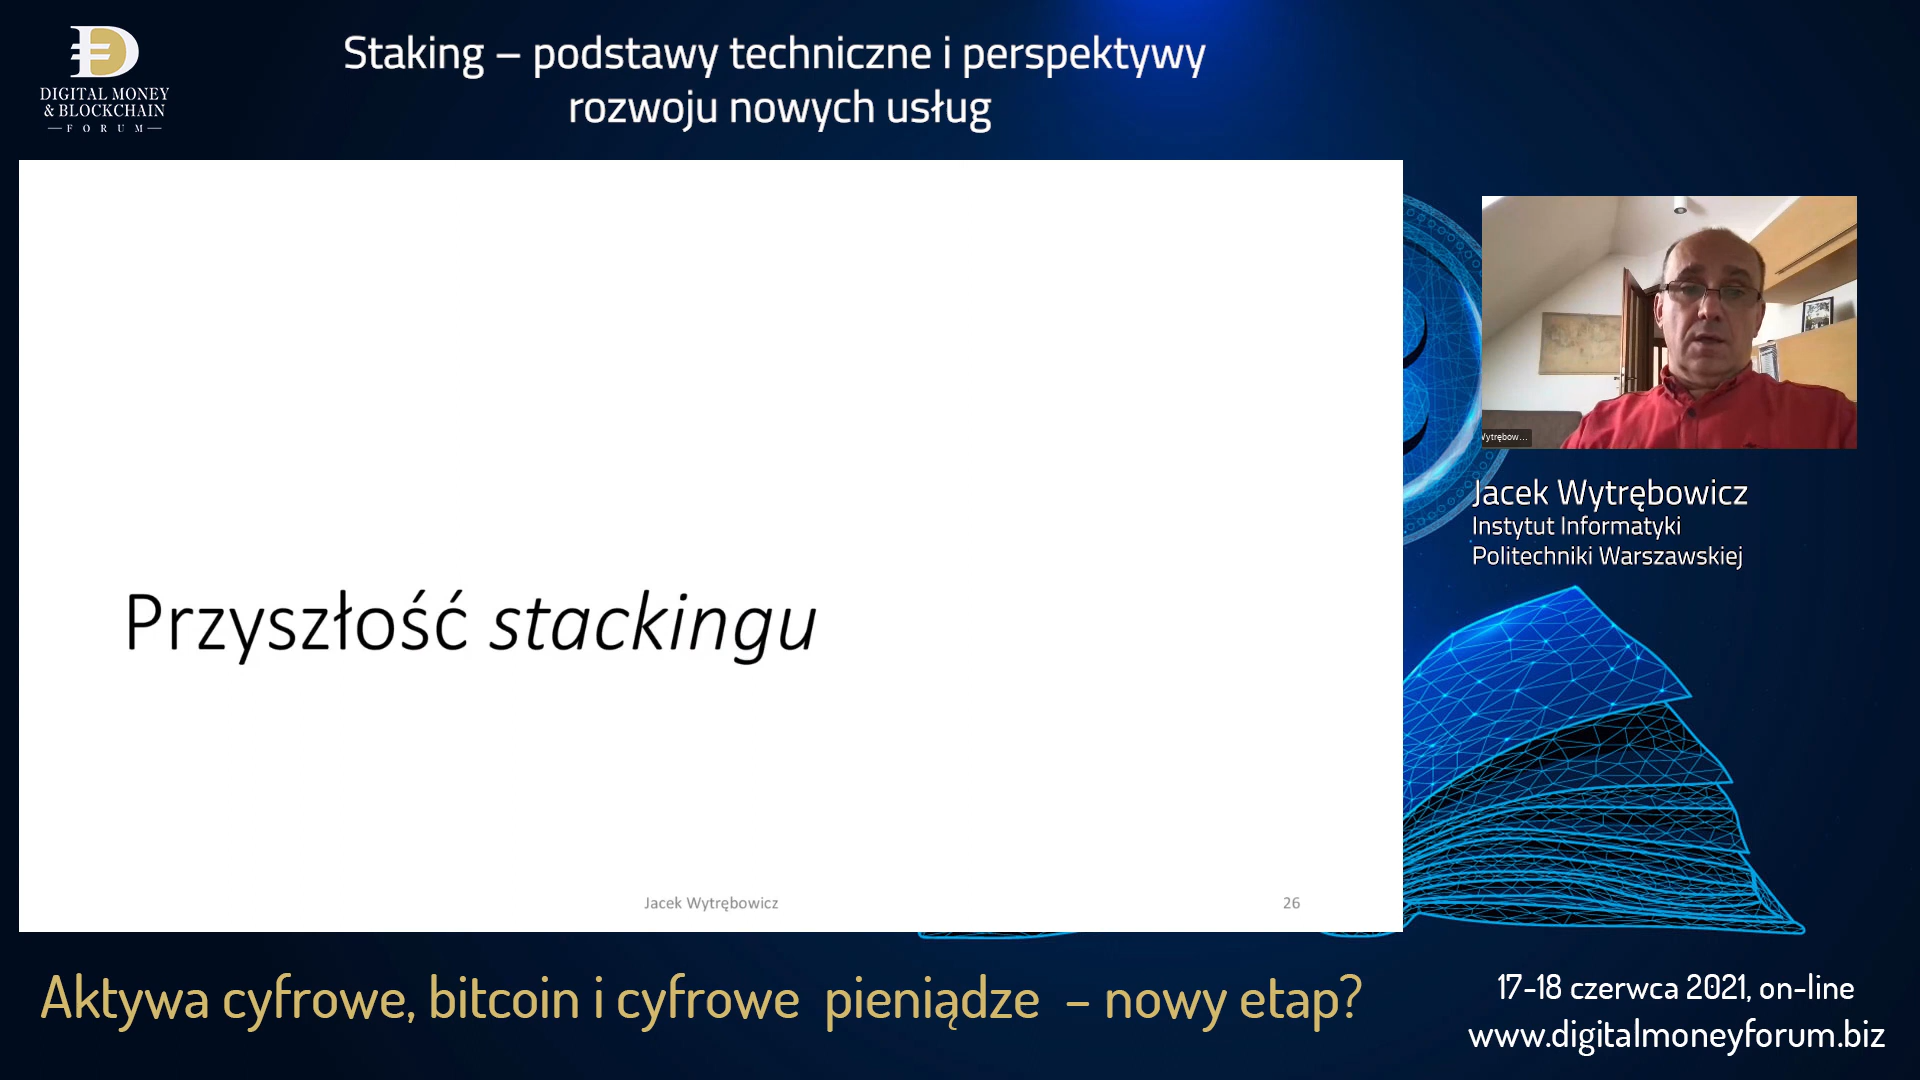 DIGITAL MONEY
& BLOCKCHAIN
FORUM
Staking – podstawy techniczne i perspektywy
rozwoju nowych usług
Przyszłość stackingu
Jacek Wytrębowicz
26
Jacek Wytrębowicz
Instytut Informatyki
Politechniki Warszawskiej
Aktywa cyfrowe, bitcoin i cyfrowe pieniądze – nowy etap?
17-18 czerwca 2021, on-line
www.digitalmoneyforum.biz